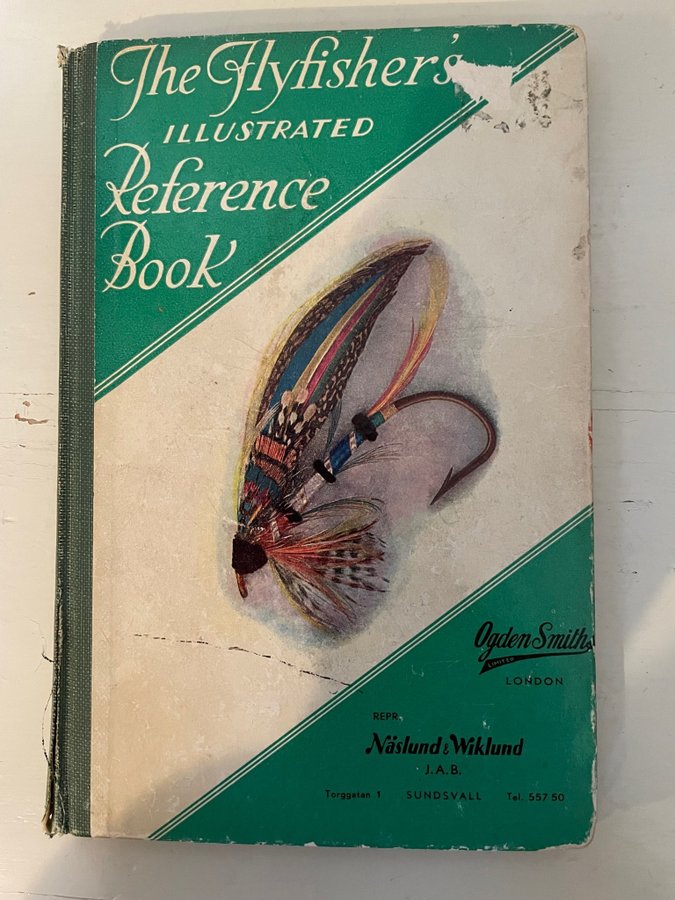 The Flyfisher's
ILLUSTRATED
Reference
Book
Ogden Smiths
LIMITED
LONDON
REPR.
Näslund & Wiklund
J.A.B.
Torggatan 1 SUNDSVALL Tel. 557 50